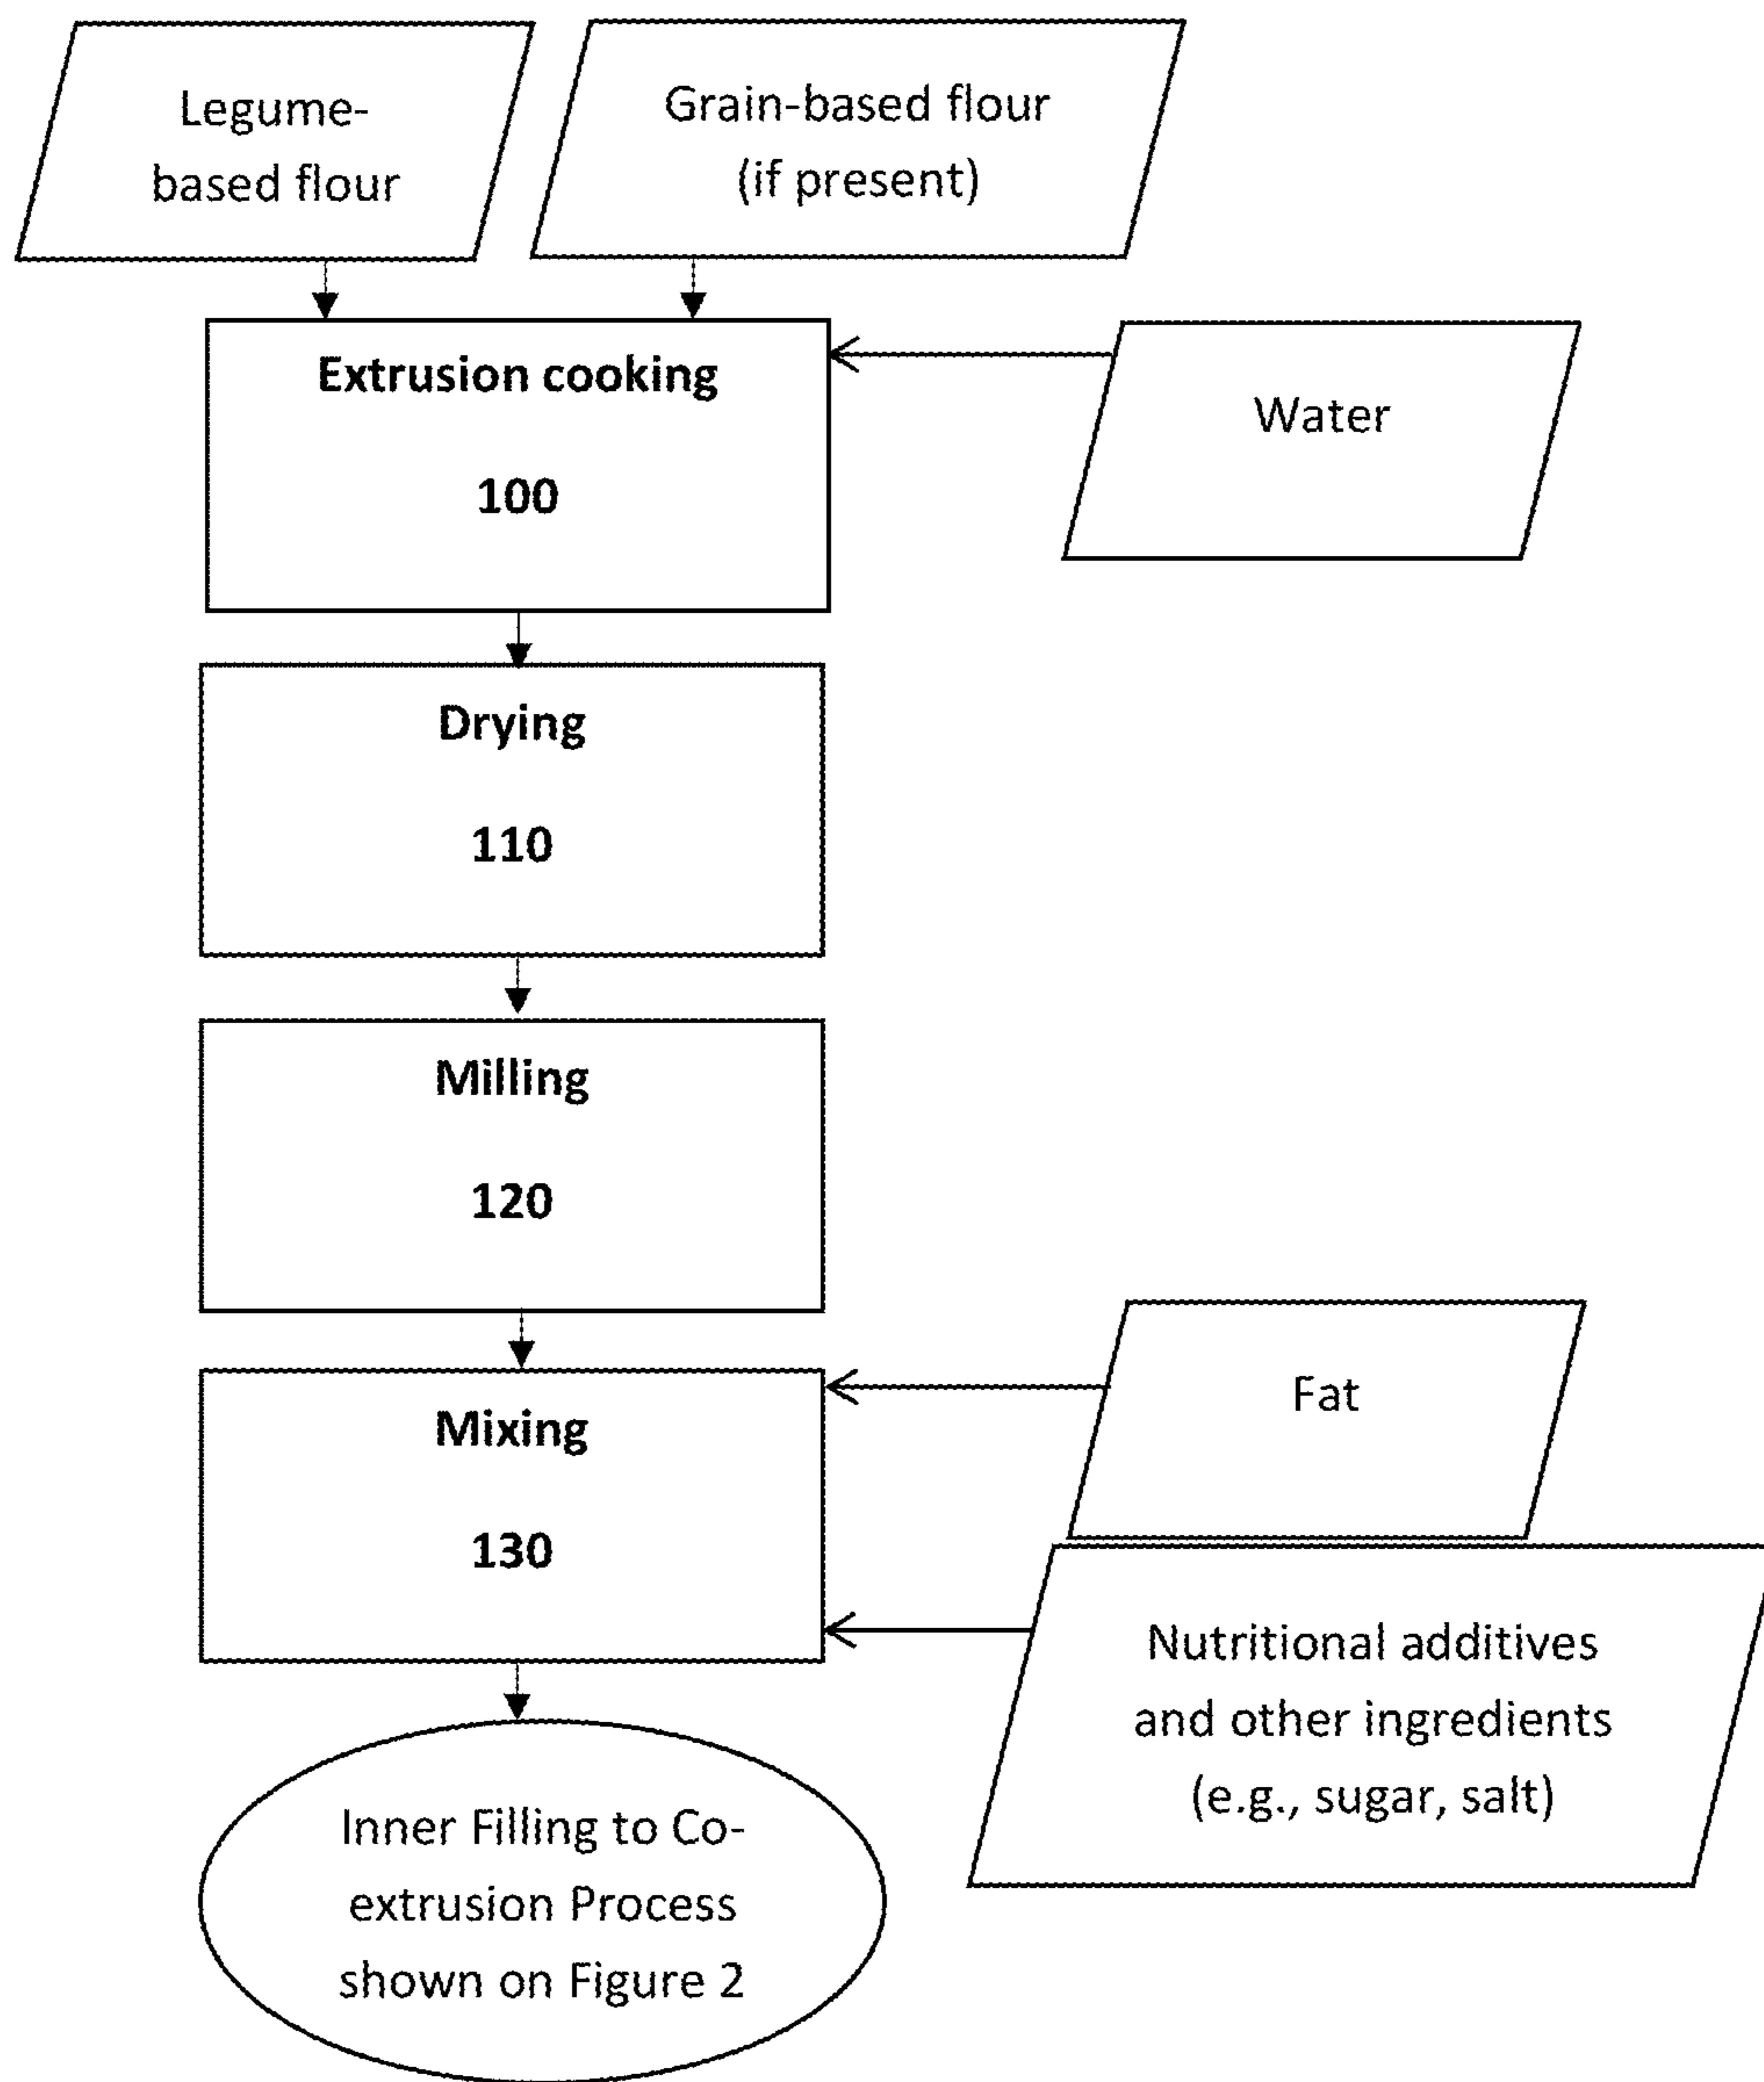 Legume-
based flour
Grain-based flour
(if present)
Extrusion cooking
100
Water
Drying
110
Milling
120
Mixing
130
Fat
Nutritional additives
and other ingredients
(e.g., sugar, salt)
Inner Filling to Co-
extrusion Process
shown on Figure 2